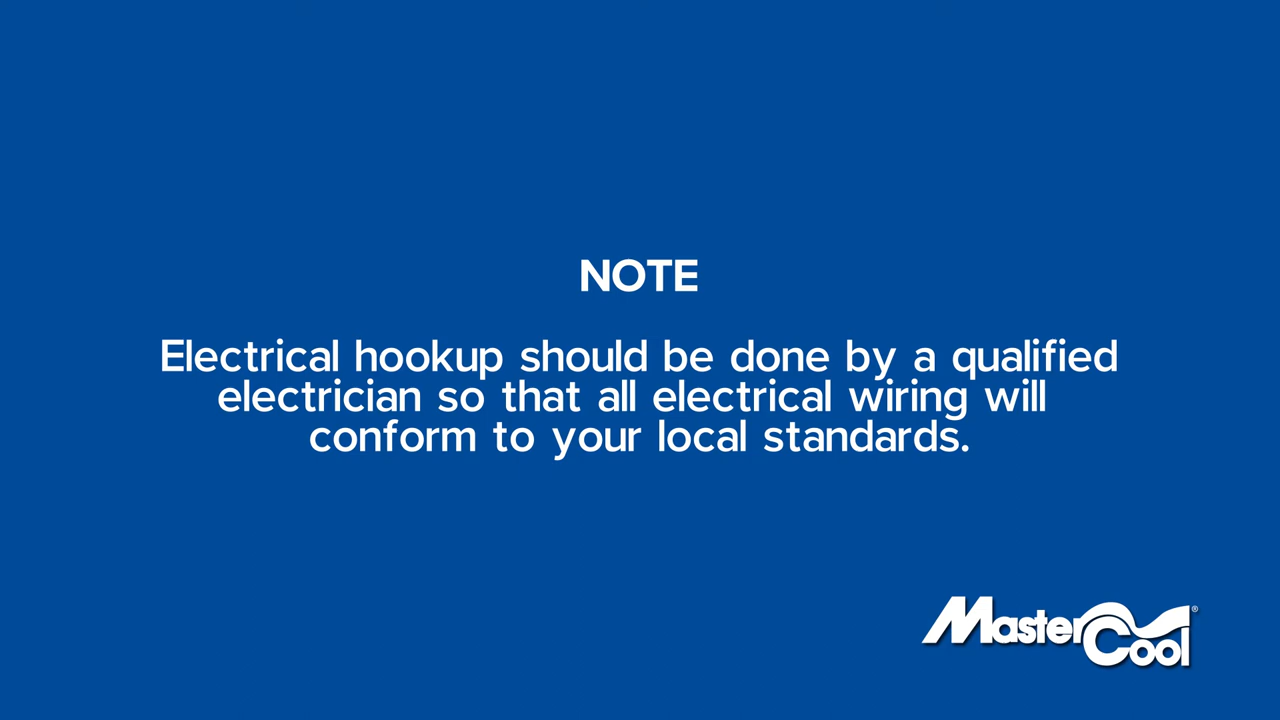 NOTE
Electrical hookup should be done by a qualified
electrician so that all electrical wiring will
conform to your local standards.
MasterCool®